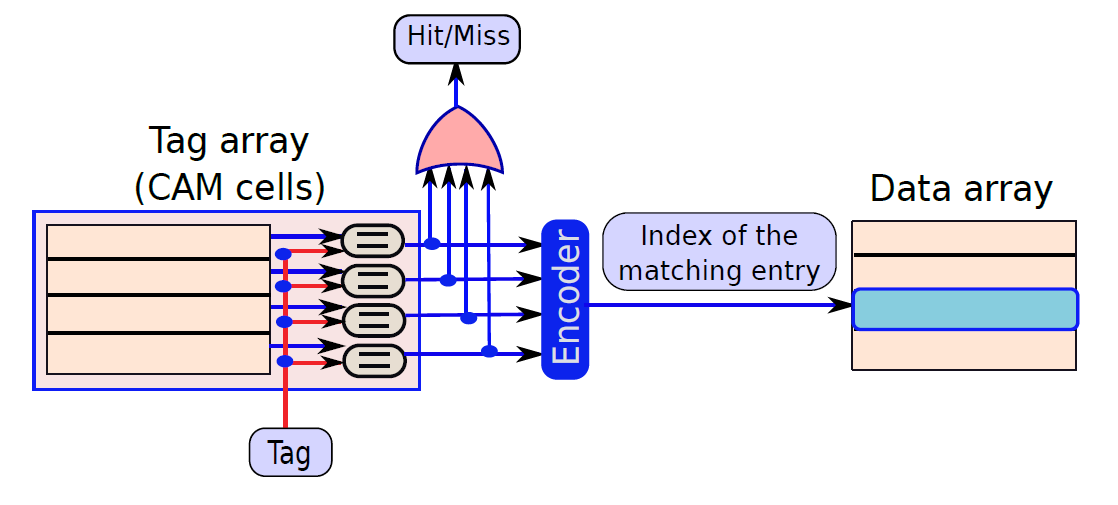 Hit/Miss
Tag array
(CAM cells)
Data array
Encoder
Index of the
matching entry
Tag